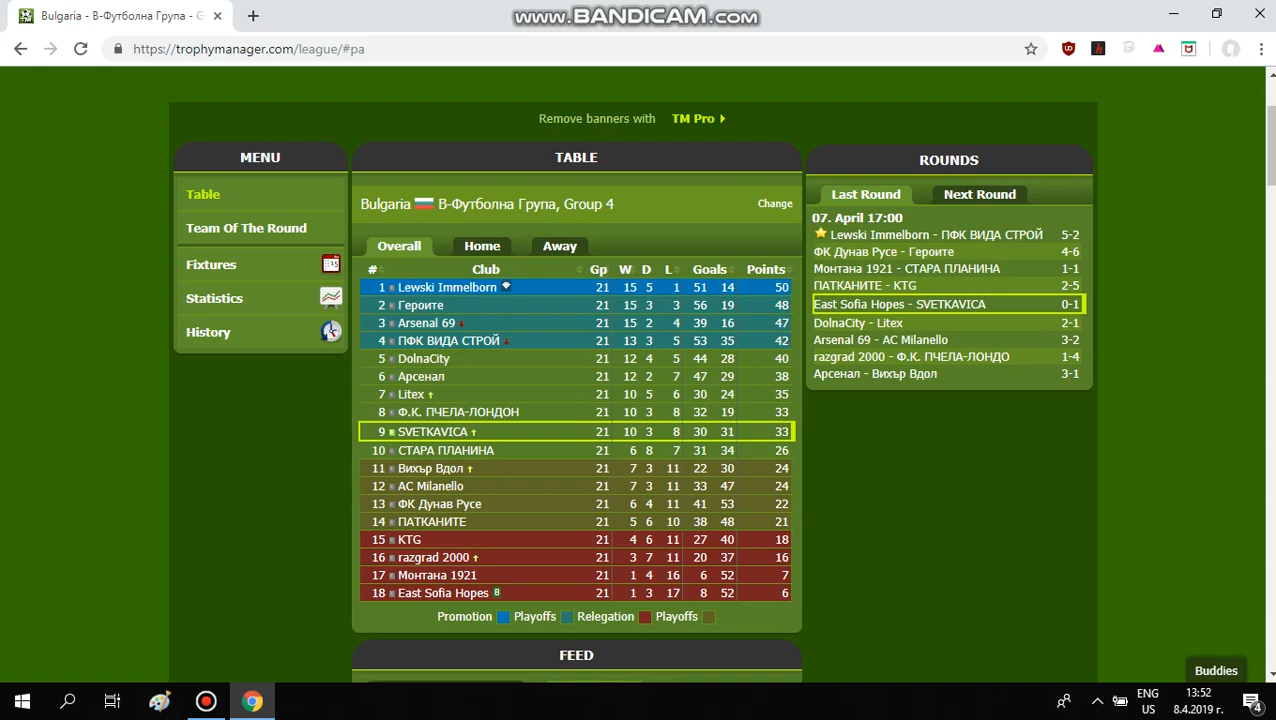 www.BANDICAM.com
Bulgaria - В-Футболна Група - G
https://trophymanager.com/league/#pa
Remove banners with TM Pro
MENU
Table
Team Of The Round
Fixtures
Statistics
History
TABLE
Bulgaria В-Футболна Група, Group 4 Change
Overall Home Away
# Club Gp W D L Goals Points
1 Lewski Immelborn 21 15 5 1 51 14 50
2 Героите 21 15 3 3 56 19 48
3 Arsenal 69 21 15 2 4 39 16 47
4 ПФК ВИДА СТРОЙ 21 13 3 5 53 35 42
5 DolnaCity 21 12 4 5 44 28 40
6 Арсенал 21 12 2 7 47 29 38
7 Litex 21 10 5 6 30 24 35
8 Ф.К. ПЧЕЛА-ЛОНДОН 21 10 3 8 32 19 33
9 SVETKAVICA 21 10 3 8 30 31 33
10 СТАРА ПЛАНИНА 21 6 8 7 31 34 26
11 Вихър Вдол 21 7 3 11 22 30 24
12 AC Milanello 21 7 3 11 33 47 24
13 ФК Дунав Русе 21 6 4 11 41 53 22
14 ПАТКАНИТЕ 21 5 6 10 38 48 21
15 KTG 21 4 6 11 27 40 18
16 razgrad 2000 21 3 7 11 20 37 16
17 Монтана 1921 21 1 4 16 6 52 7
18 East Sofia Hopes B 21 1 3 17 8 52 6
Promotion Playoffs Relegation Playoffs
FEED
ROUNDS
Last Round Next Round
07. April 17:00
Lewski Immelborn - ПФК ВИДА СТРОЙ 5-2
ФК Дунав Русе - Героите 4-6
Монтана 1921 - СТАРА ПЛАНИНА 1-1
ПАТКАНИТЕ - KTG 2-5
East Sofia Hopes - SVETKAVICA 0-1
DolnaCity - Litex 2-1
Arsenal 69 - AC Milanello 3-2
razgrad 2000 - Ф.К. ПЧЕЛА-ЛОНДО 1-4
Арсенал - Вихър Вдол 3-1
Buddies
ENG
УС
13:52
8.4.2019 г.
4